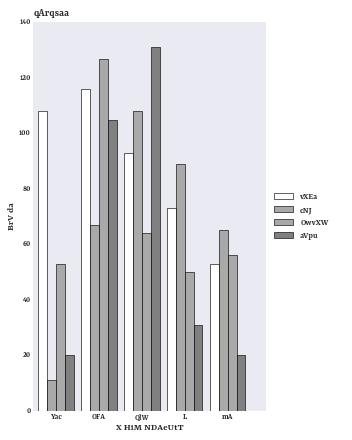 qArqsaa
140
120
100
80
60
40
20
0
BrV da
Yac OFA QJW L mA
X HiM NDAeUtT
vXEa
cNJ
OwvXW
aVpu